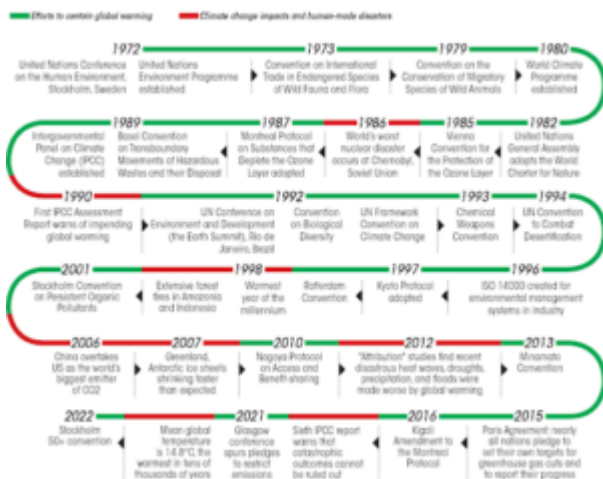 Efforts to contain global warming
Climate change impacts and human-made disasters
1972
United Nations Conference
on the Human Environment,
Stockholm, Sweden
United Nations
Environment Programme
established
1973
Convention on International
Trade in Endangered Species
of Wild Fauna and Flora
1979
Convention on the
Conservation of Migratory
Species of Wild Animals
1980
World Climate
Programme
established
1989
Intergovernmental
Panel on Climate
Change (IPCC)
established
Basel Convention
on Transboundary
Movements of Hazardous
Wastes and their Disposal
1987
Montreal Protocol
on Substances that
Deplete the Ozone
Layer adopted
1986
World's worst
nuclear disaster
occurs at Chernobyl,
Soviet Union
1985
Vienna
Convention for
the Protection of
the Ozone Layer
1982
United Nations
General Assembly
adopts the World
Charter for Nature
1990
First IPCC Assessment
Report warns of impending
global warming
1992
UN Conference on
Environment and Development
(the Earth Summit), Rio de
Janeiro, Brazil
Convention
on Biological
Diversity
UN Framework
Convention on
Climate Change
1993
Chemical
Weapons
Convention
1994
UN Convention
to Combat
Desertification
2001
Stockholm Convention
on Persistent Organic
Pollutants
1998
Extensive forest
fires in Amazonia
and Indonesia
Warmest
year of the
millennium
Rotterdam
Convention
1997
Kyoto Protocol
adopted
1996
ISO 14000 created for
environmental management
systems in industry
2006
China overtakes
US as the world's
biggest emitter
of CO2
2007
Greenland,
Antarctic ice sheets
shrinking faster
than expected
2010
Nagoya Protocol
on Access and
Benefit-sharing
2012
"Attribution" studies find recent
disastrous heat waves, droughts,
precipitation, and floods were
made worse by global warming
2013
Minamata
Convention
2022
Stockholm
50+ convention
Mean global
temperature
is 14.8°C, the
warmest in tens of
thousands of years
2021
Glasgow
conference
spurs pledges
to restrict
emissions
Sixth IPCC report
warns that
catastrophic
outcomes cannot
be ruled out
2016
Kigali
Amendment to
the Montreal
Protocol
2015
Paris Agreement: nearly
all nations pledge to
set their own targets for
greenhouse gas cuts and
to report their progress